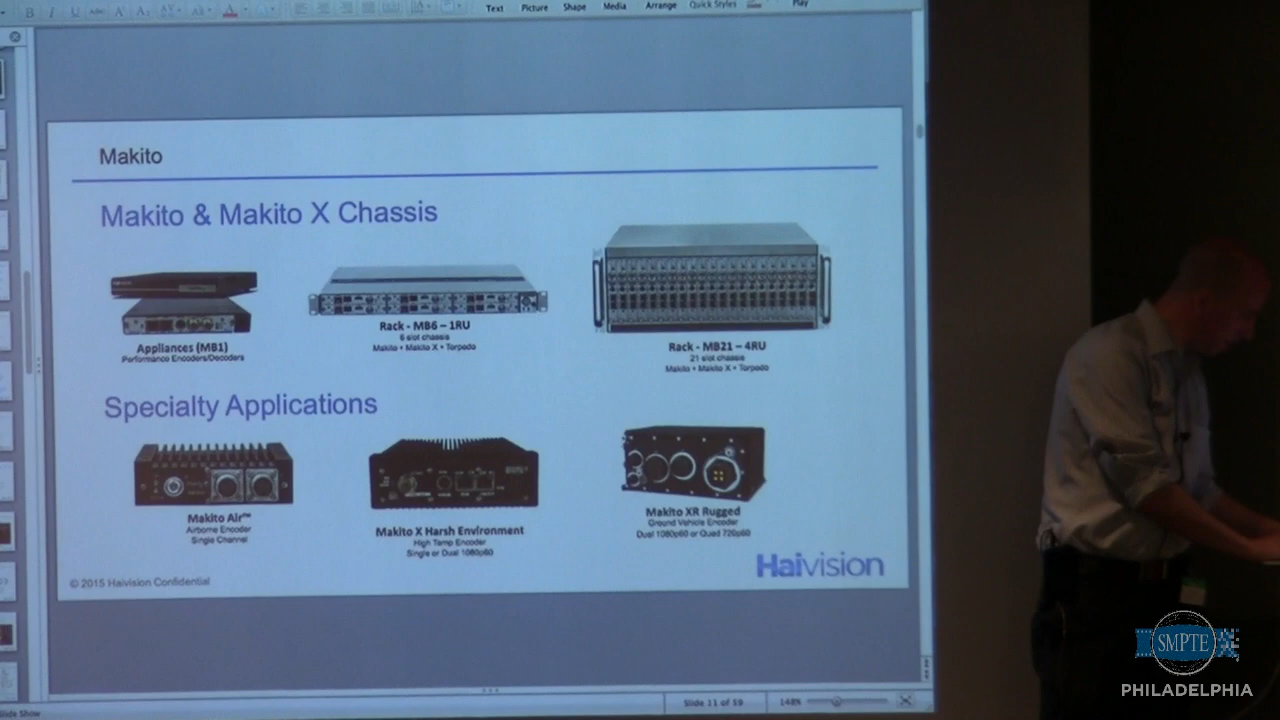 Text Picture Shape Media Arrange Quick Styles Play
Makito
Makito & Makito X Chassis
Appliances (MB1)
Performance Encoders/Decoders
Rack - MB6 – 1RU
6 slot chassis
Makito • Makito X • Torpedo
Rack - MB21 – 4RU
21 slot chassis
Makito • Makito X • Torpedo
Specialty Applications
Makito Air™
Airborne Encoder
Single Channel
Makito X Harsh Environment
High Temp Encoder
Single or Dual 1080p60
Makito XR Rugged
Ground Vehicle Encoder
Dual 1080p60 or Quad 720p60
© 2015 Haivision Confidential
Haivision
Slide 11 of 59
148%
Slide Show
SMPTE
PHILADELPHIA